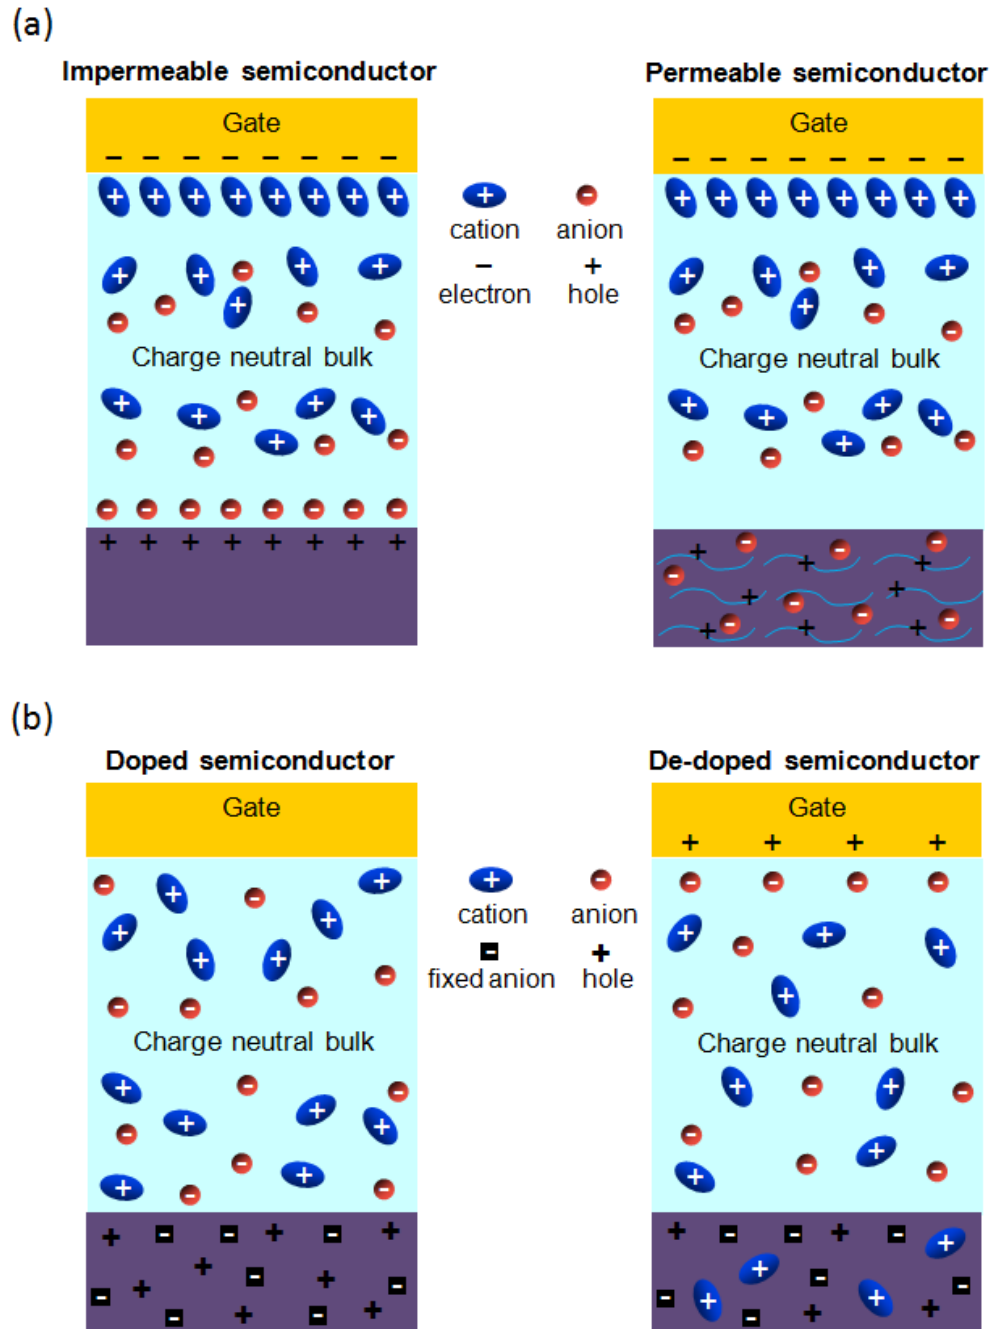 (a)
Impermeable semiconductor
Permeable semiconductor
Gate
Gate
cation
anion
electron
hole
Charge neutral bulk
Charge neutral bulk
(b)
Doped semiconductor
De-doped semiconductor
Gate
Gate
cation
anion
fixed anion
hole
Charge neutral bulk
Charge neutral bulk